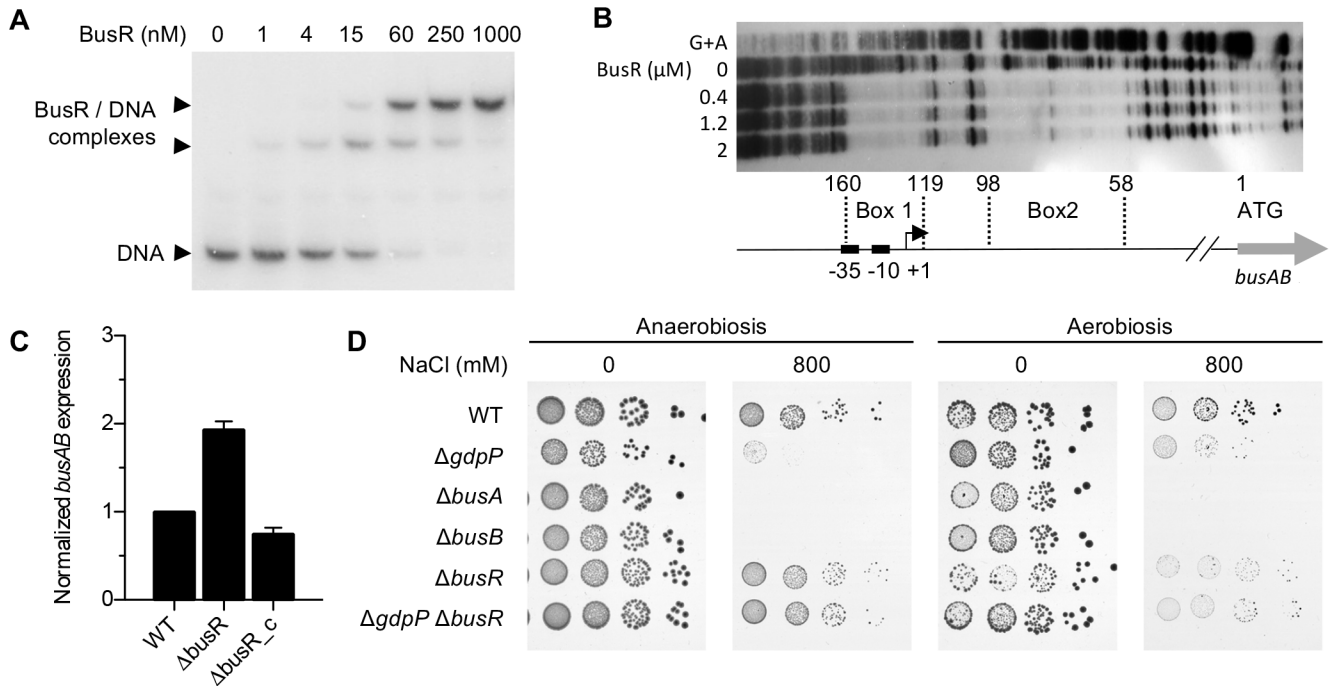 A
BusR (nM) 0 1 4 15 60 250 1000
BusR / DNA
complexes
DNA
B
G+A
BusR (μM) 0
0.4
1.2
2
160 119 98 58 1
Box 1 Box2 ATG
-35 -10 +1
busAB
C
Normalized busAB expression
3
2
1
0
WT
ΔbusR
ΔbusR_c
D
Anaerobiosis Aerobiosis
NaCl (mM) 0 800 0 800
WT
ΔgdpP
ΔbusA
ΔbusB
ΔbusR
ΔgdpP ΔbusR